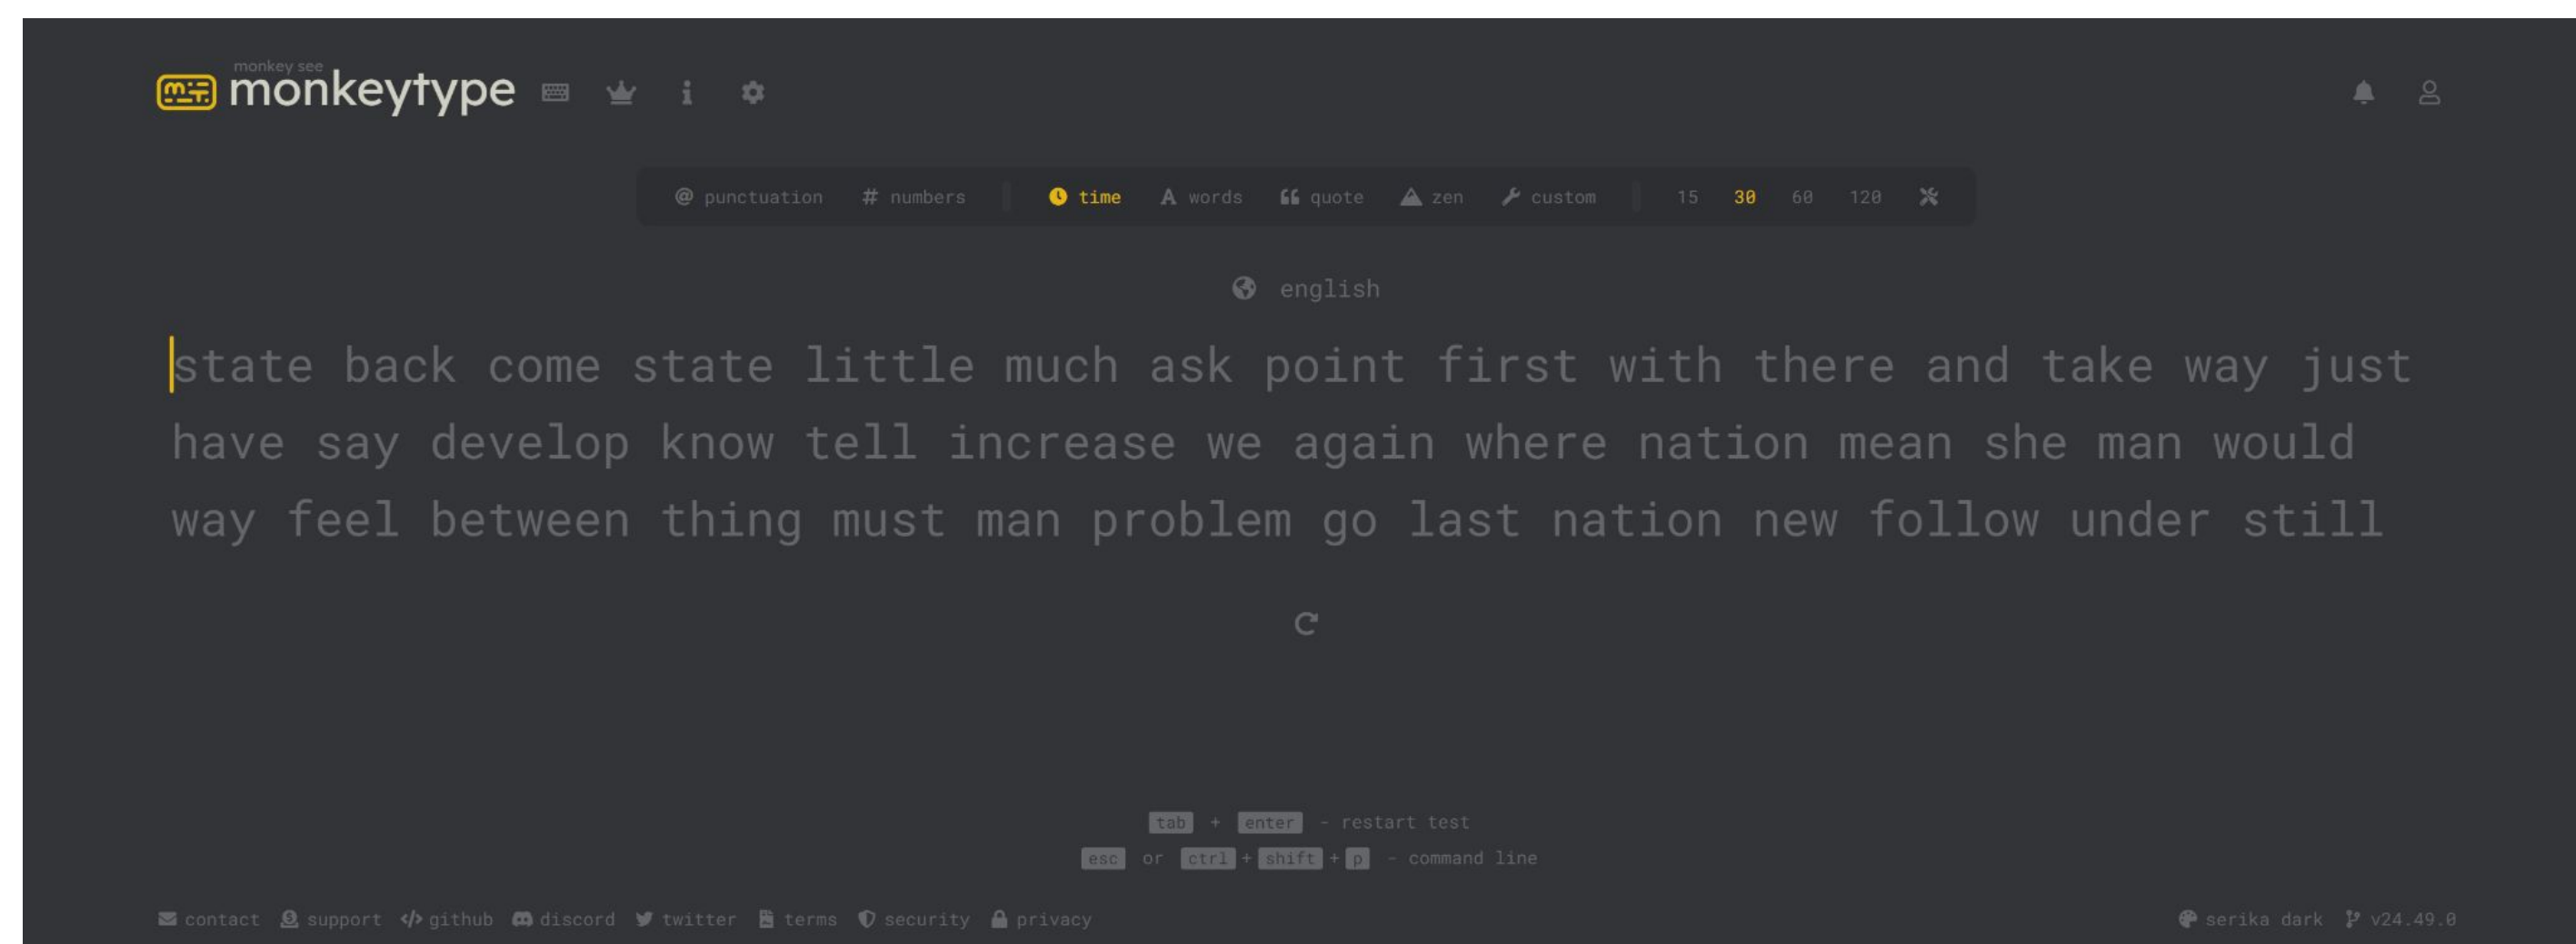 monkey see
monkeytype
@ punctuation # numbers time A words quote zen custom 15 30 60 120
english
state back come state little much ask point first with there and take way just
have say develop know tell increase we again where nation mean she man would
way feel between thing must man problem go last nation new follow under still
tab + enter - restart test
esc or ctrl + shift + p - command line
contact support github discord twitter terms security privacy serika dark v24.49.0